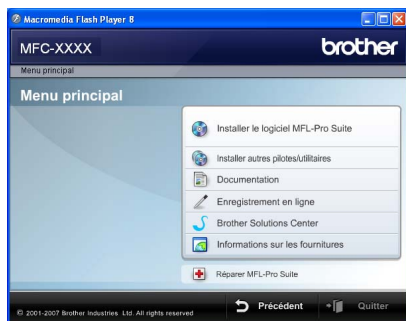 Macromedia Flash Player 8
MFC-XXXX
brother
Menu principal
Menu principal
Installer le logiciel MFL-Pro Suite
Installer autres pilotes/utilitaires
Documentation
Enregistrement en ligne
Brother Solutions Center
Informations sur les fournitures
Réparer MFL-Pro Suite
© 2001-2007 Brother Industries Ltd. All rights reserved
Précédent
Quitter